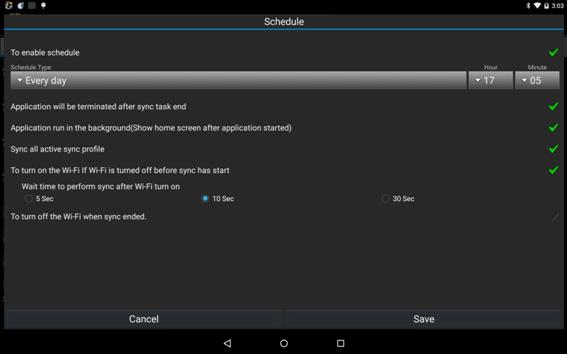 3:03
Schedule
To enable schedule
Schedule Type
Hour
Minute
Every day
17
05
Application will be terminated after sync task end
Application run in the background(Show home screen after application started)
Sync all active sync profile
To turn on the Wi-Fi If Wi-Fi is turned off before sync has start
Wait time to perform sync after Wi-Fi turn on
5 Sec
10 Sec
30 Sec
To turn off the Wi-Fi when sync ended.
Cancel
Save